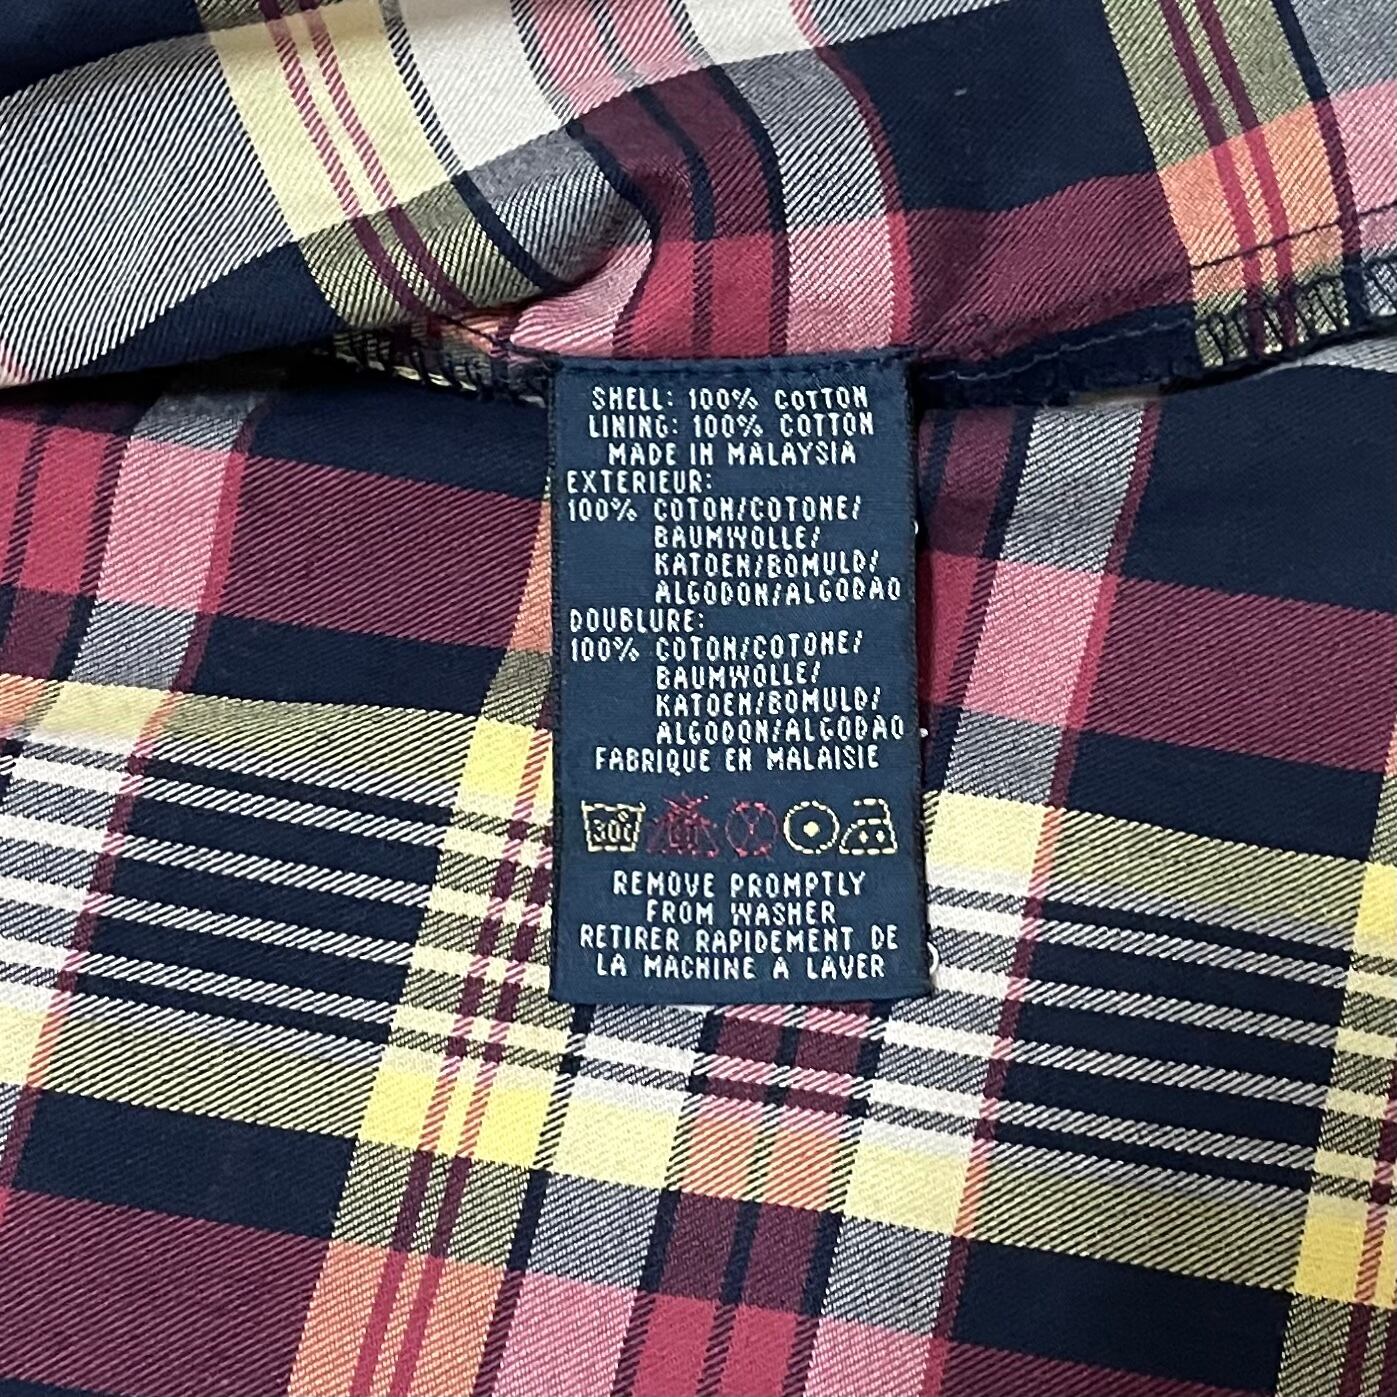 SHELL: 100% COTTON
LINING: 100% COTTON
MADE IN MALAYSIA
EXTERIEUR:
100% COTON/COTONE/
BAUMWOLLE/
KATOEN/BOMULD/
ALGODON/ALGODAO
DOUBLURE:
100% COTON/COTONE/
BAUMWOLLE/
KATOEN/BOMULD/
ALGODON/ALGODAO
FABRIQUE EN MALAISIE
30C
REMOVE PROMPTLY
FROM WASHER
RETIRER RAPIDEMENT DE
LA MACHINE A LAVER